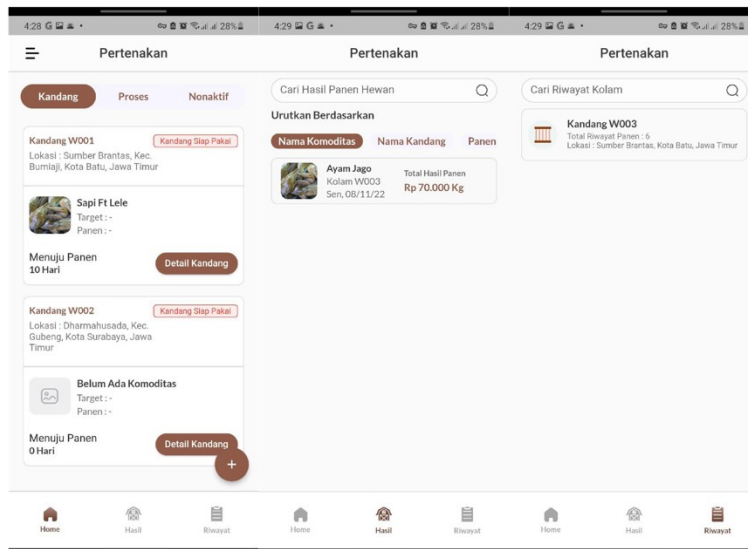 4:28
28%
Pertenakan
Kandang
Proses
Nonaktif
Kandang W001
Kandang Siap Pakai
Lokasi : Sumber Brantas, Kec.
Bumiaji, Kota Batu, Jawa Timur
Sapi Ft Lele
Target : -
Panen : -
Menuju Panen
10 Hari
Detail Kandang
Kandang W002
Kandang Siap Pakai
Lokasi : Dharmahusada, Kec.
Gubeng, Kota Surabaya, Jawa
Timur
Belum Ada Komoditas
Target : -
Panen : -
Menuju Panen
0 Hari
Detail Kandang
+
Home
Hasil
Riwayat
4:29
28%
Pertenakan
Cari Hasil Panen Hewan
Urutkan Berdasarkan
Nama Komoditas
Nama Kandang
Panen
Ayam Jago
Kolam W003
Sen, 08/11/22
Total Hasil Panen
Rp 70.000 Kg
Home
Hasil
Riwayat
4:29
28%
Pertenakan
Cari Riwayat Kolam
Kandang W003
Total Riwayat Panen : 6
Lokasi : Sumber Brantas, Kota Batu, Jawa Timur
Home
Hasil
Riwayat